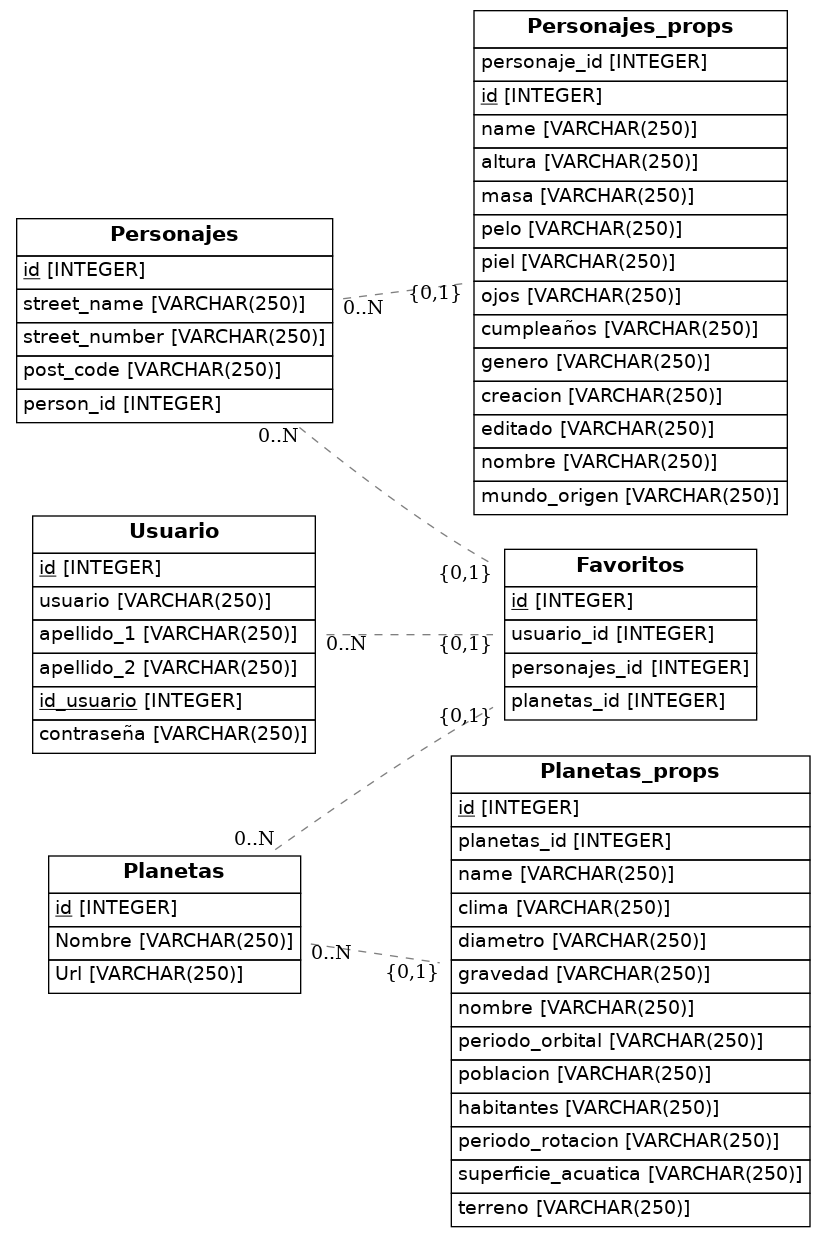 Personajes_props
personaje_id [INTEGER]
id [INTEGER]
name [VARCHAR(250)]
altura [VARCHAR(250)]
masa [VARCHAR(250)]
pelo [VARCHAR(250)]
piel [VARCHAR(250)]
ojos [VARCHAR(250)]
cumpleaños [VARCHAR(250)]
genero [VARCHAR(250)]
creacion [VARCHAR(250)]
editado [VARCHAR(250)]
nombre [VARCHAR(250)]
mundo_origen [VARCHAR(250)]
Personajes
id [INTEGER]
street_name [VARCHAR(250)]
street_number [VARCHAR(250)]
post_code [VARCHAR(250)]
person_id [INTEGER]
0..N
{0,1}
0..N
{0,1}
Usuario
id [INTEGER]
usuario [VARCHAR(250)]
apellido_1 [VARCHAR(250)]
apellido_2 [VARCHAR(250)]
id_usuario [INTEGER]
contraseña [VARCHAR(250)]
0..N
{0,1}
Favoritos
id [INTEGER]
usuario_id [INTEGER]
personajes_id [INTEGER]
planetas_id [INTEGER]
{0,1}
0..N
Planetas
id [INTEGER]
Nombre [VARCHAR(250)]
Url [VARCHAR(250)]
0..N
{0,1}
Planetas_props
id [INTEGER]
planetas_id [INTEGER]
name [VARCHAR(250)]
clima [VARCHAR(250)]
diametro [VARCHAR(250)]
gravedad [VARCHAR(250)]
nombre [VARCHAR(250)]
periodo_orbital [VARCHAR(250)]
poblacion [VARCHAR(250)]
habitantes [VARCHAR(250)]
periodo_rotacion [VARCHAR(250)]
superficie_acuatica [VARCHAR(250)]
terreno [VARCHAR(250)]